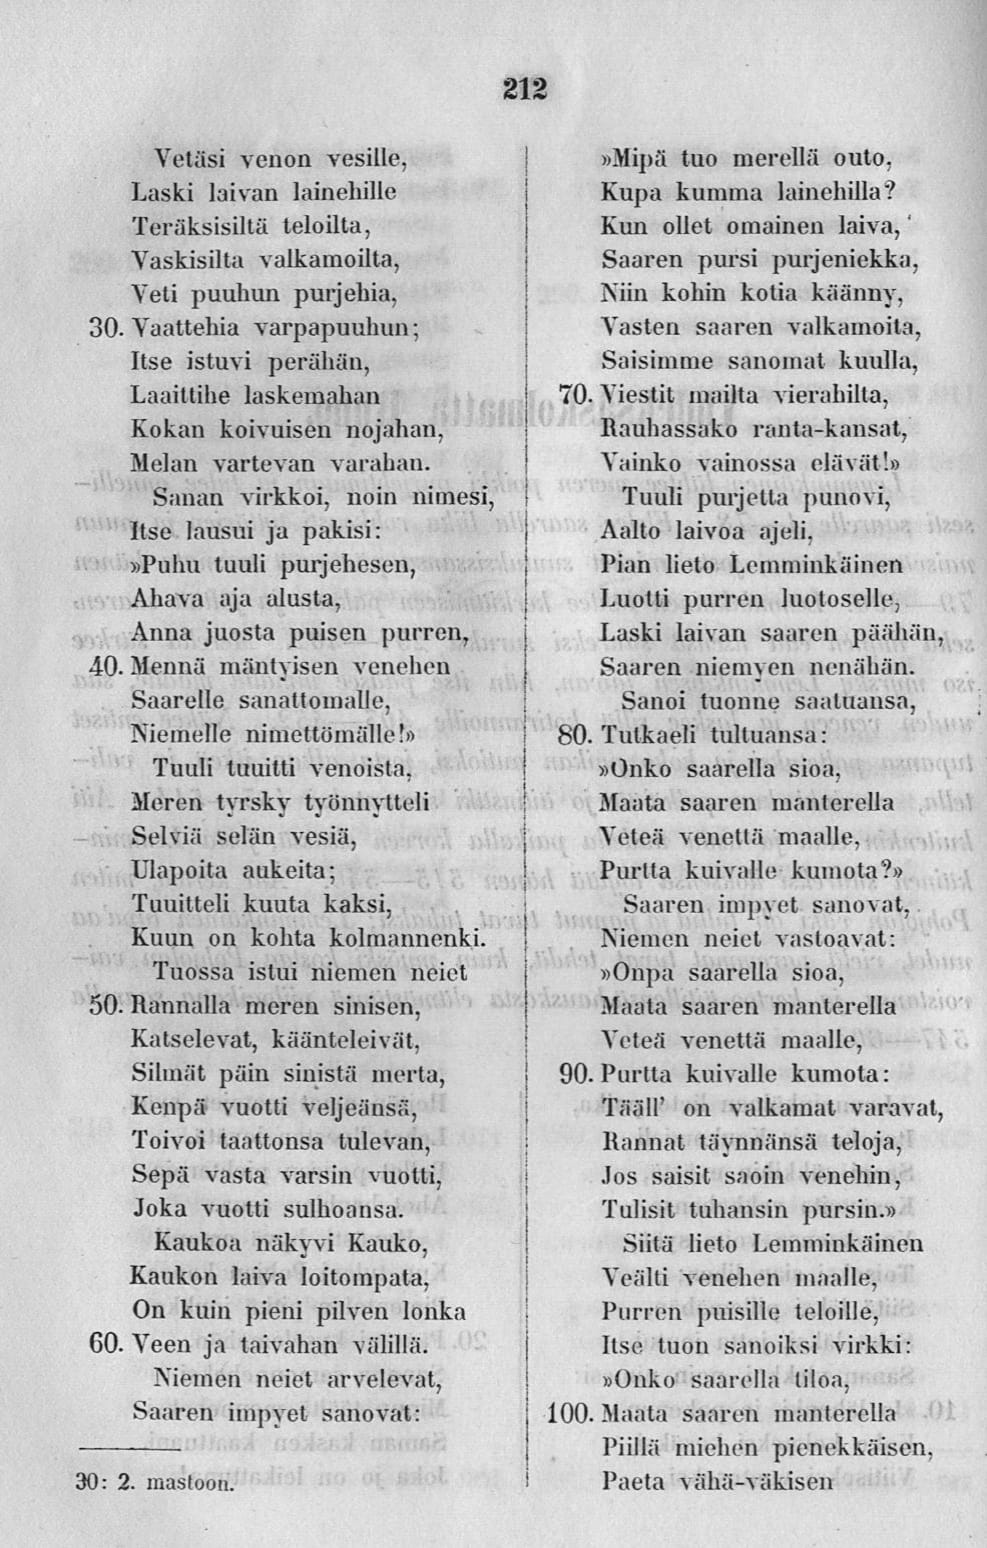 212
Vetäsi venon vesille,
Laski laivan lainehille
Teräksisiltä teloilta,
Vaskisilta valkamoilta,
Veti puuhun purjehia,
30. Vaattehia varpapuuhun;
Itse istuvi perähän,
Laaittihe laskemahan
Kokan koivuisen nojahan,
Melan vartevan varahan.
Sanan virkkoi, noin nimesi,
Itse lausui ja pakisi:
»Puhu tuuli purjehesen,
Ahava aja alusta,
Anna juosta puisen purren,
40. Mennä mäntyisen venehen
Saarelle sanattomalle,
Niemelle nimettömälle!»
Tuuli tuuitti venoista,
Meren tyrsky työnnytteli
Selviä selän vesiä,
Ulapoita aukeita;
Tuuitteli kuuta kaksi,
Kuun on kohta kolmannenki.
Tuossa istui niemen neiet
50. Rannalla meren sinisen,
Katselevat, käänteleivät,
Silmät päin sinistä merta,
Kenpä vuotti veljeänsä,
Toivoi taattonsa tulevan,
Sepä vasta varsin vuotti,
Joka vuotti sulhoansa.
Kaukoa näkyvi Kauko,
Kaukon laiva loitompata,
On kuin pieni pilven lonka
60. Veen ja taivahan välillä.
Niemen neiet arvelevat,
Saaren impyet sanovat:
30: 2. mastoon.
»Mipä tuo merellä outo,
Kupa kumma lainehilla?
Kun ollet omainen laiva,
Saaren pursi purjeniekka,
Niin kohin kotia käänny,
Vasten saaren valkamoita,
Saisimme sanomat kuulla,
70. Viestit mailta vierahilta,
Rauhassako ranta-kansat,
Vainko vainossa elävät!»
Tuuli purjetta punovi,
Aalto laivoa ajeli,
Pian lieto Lemminkäinen
Luotti purren luotoselle,
Laski laivan saaren päähän,
Saaren niemyen nenähän.
Sanoi tuonne saatuansa,
80. Tutkaeli tultuansa:
»Onko saarella sioa,
Maata saaren manterella
Veteä venettä maalle,
Purtta kuivalle kumota?»
Saaren impyet sanovat,
Niemen neiet vastoavat:
»Onpa saarella sioa,
Maata saaren manterella
Veteä venettä maalle,
90. Purtta kuivalle kumota:
Tääll' on valkamat varavat,
Rannat täynnänsä teloja,
Jos saisit saoin venehin,
Tulisit tuhansin pursin.»
Siitä lieto Lemminkäinen
Veälti venehen maalle,
Purren puisille teloille,
Itse tuon sanoiksi virkki:
»Onko saarella tiloa,
100. Maata saaren manterella
Piillä miehen pienekkäisen,
Paeta vähä-väkisen